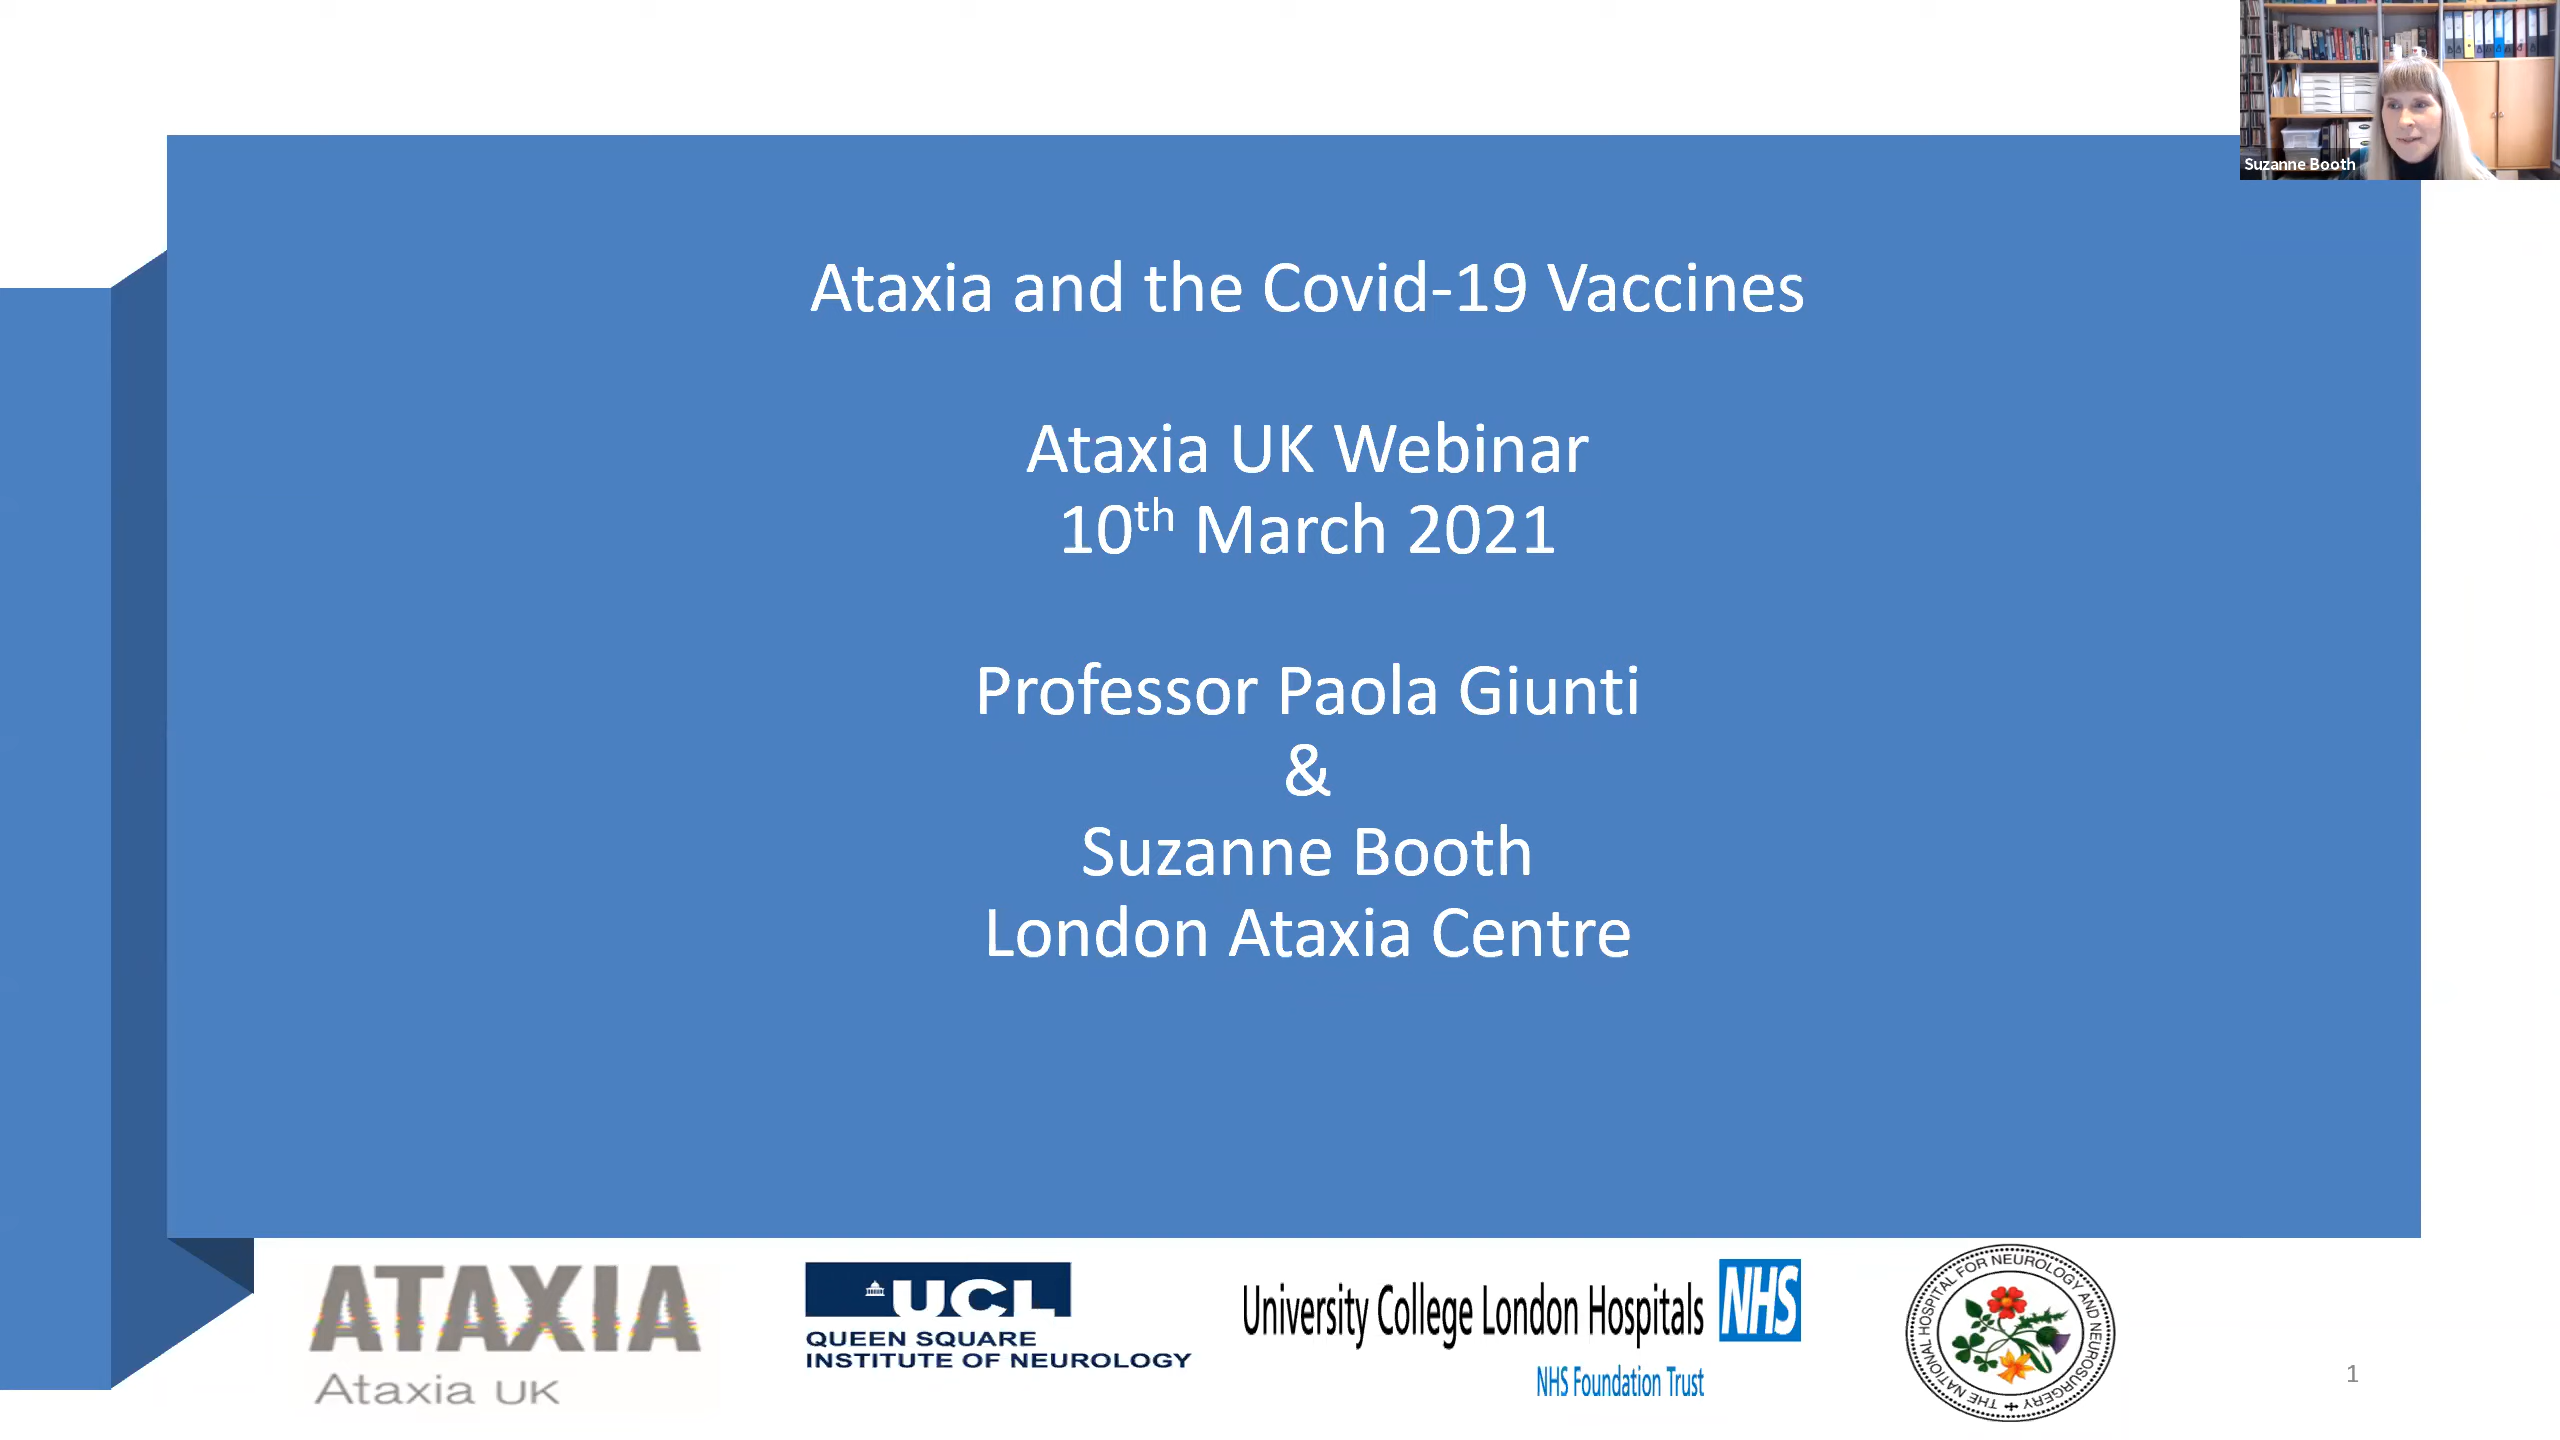 Suzanne Booth
Ataxia and the Covid-19 Vaccines
Ataxia UK Webinar
10th March 2021
Professor Paola Giunti
&
Suzanne Booth
London Ataxia Centre
ATAXIA
Ataxia UK
UCL
QUEEN SQUARE
INSTITUTE OF NEUROLOGY
University College London Hospitals
NHS
NHS Foundation Trust
THE NATIONAL HOSPITAL FOR NEUROLOGY AND NEUROSURGERY
1